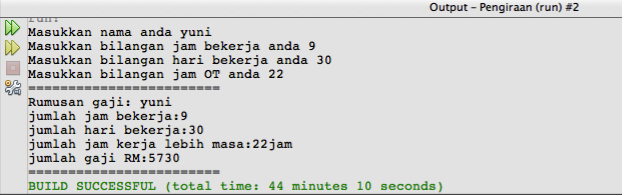 Output - Pengiraan (run) #2
run:
Masukkan nama anda yuni
Masukkan bilangan jam bekerja anda 9
Masukkan bilangan hari bekerja anda 30
Masukkan bilangan jam OT anda 22
========================
Rumusan gaji: yuni
jumlah jam bekerja:9
jumlah hari bekerja:30
jumlah jam kerja lebih masa:22jam
jumlah gaji RM:5730
========================
BUILD SUCCESSFUL (total time: 44 minutes 10 seconds)